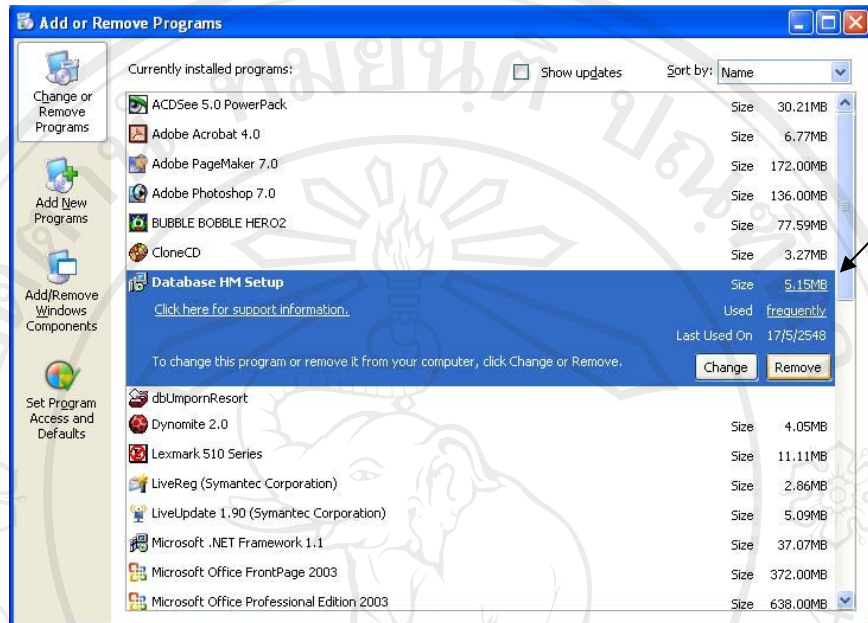 Add or Remove Programs
Change or
Remove
Programs
Add New
Programs
Add/Remove
Windows
Components
Set Program
Access and
Defaults
Currently installed programs:
Show updates
Sort by: Name
ACDSee 5.0 PowerPack Size 30.21MB
Adobe Acrobat 4.0 Size 6.77MB
Adobe PageMaker 7.0 Size 172.00MB
Adobe Photoshop 7.0 Size 136.00MB
BUBBLE BOBBLE HERO2 Size 77.59MB
CloneCD Size 3.27MB
Database HM Setup Size 5.15MB
Click here for support information. Used frequently
Last Used On 17/5/2548
To change this program or remove it from your computer, click Change or Remove. Change Remove
dbUmpornResort
Dynomite 2.0 Size 4.05MB
Lexmark 510 Series Size 11.11MB
LiveReg (Symantec Corporation) Size 2.86MB
LiveUpdate 1.90 (Symantec Corporation) Size 5.09MB
Microsoft .NET Framework 1.1 Size 37.07MB
Microsoft Office FrontPage 2003 Size 372.00MB
Microsoft Office Professional Edition 2003 Size 638.00MB